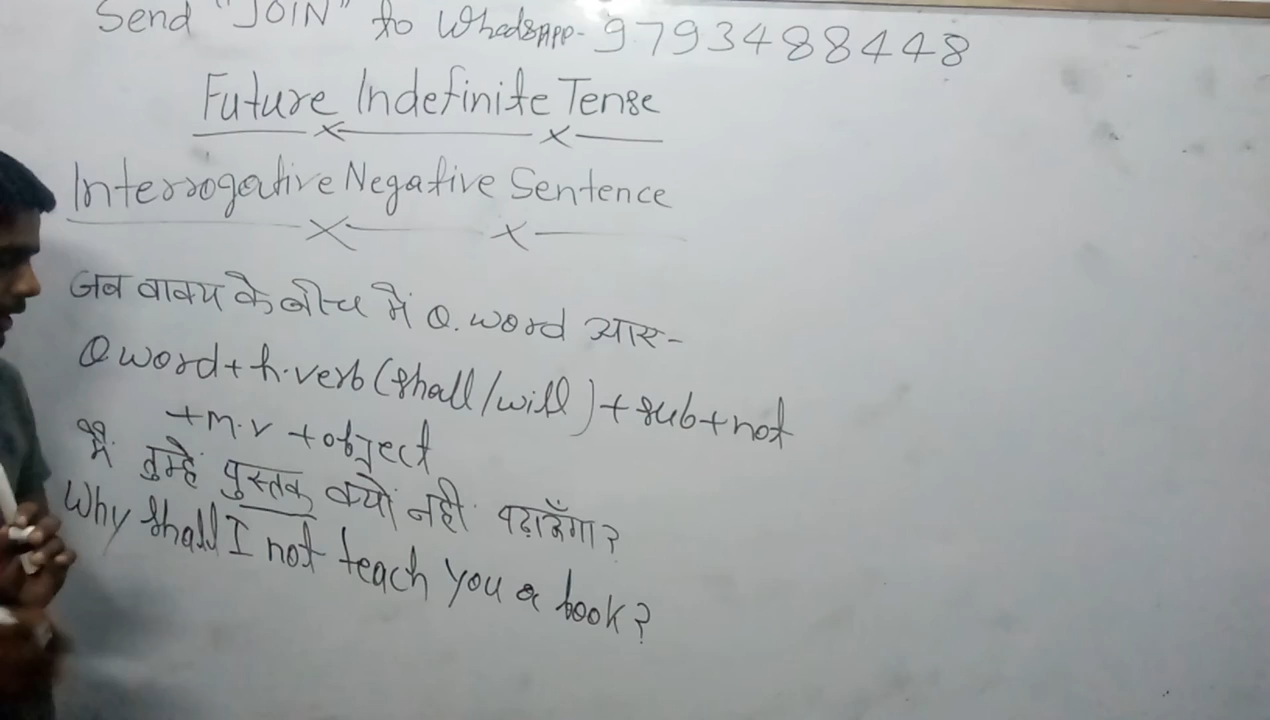 Send "JOIN" to Whatsapp- 9793488448
Future Indefinite Tense
Interrogative Negative Sentence
जब वाक्य के बीच में Q. word आए-
Q word + h. verb (shall/will) + sub + not
+ m.v + object
मैं तुम्हें पुस्तक क्यों नहीं पढ़ाऊँगा?
Why shall I not teach you a book?